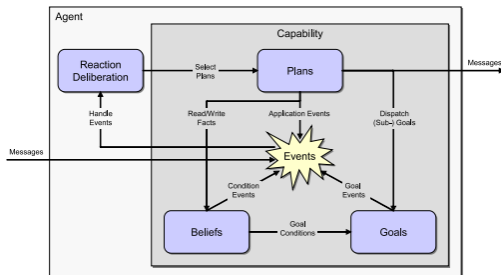 Agent
Capability
Reaction
Deliberation
Select
Plans
Plans
Messages
Handle
Events
Read/Write
Facts
Application Events
Dispatch
(Sub-) Goals
Messages
Events
Condition
Events
Goal
Events
Beliefs
Goal
Conditions
Goals